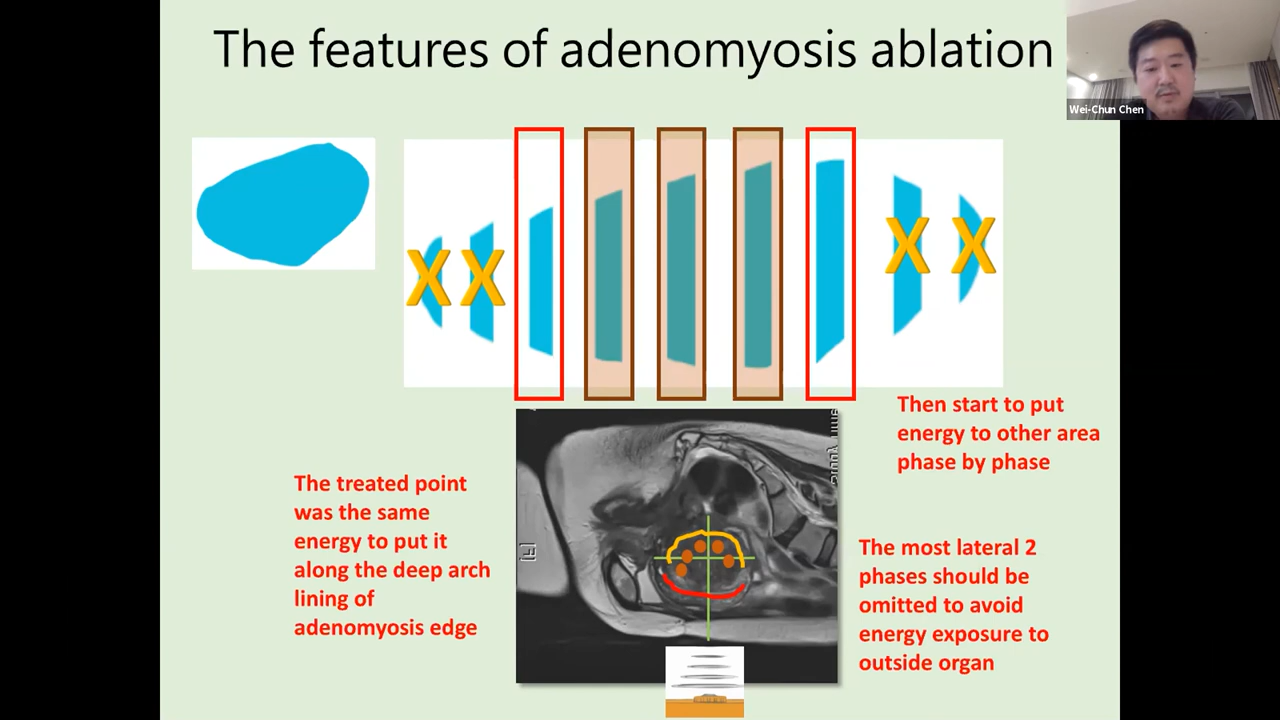 The features of adenomyosis ablation
Wei-Chun Chen
X X X X
Then start to put
energy to other area
phase by phase
The treated point
was the same
energy to put it
along the deep arch
lining of
adenomyosis edge
The most lateral 2
phases should be
omitted to avoid
energy exposure to
outside organ